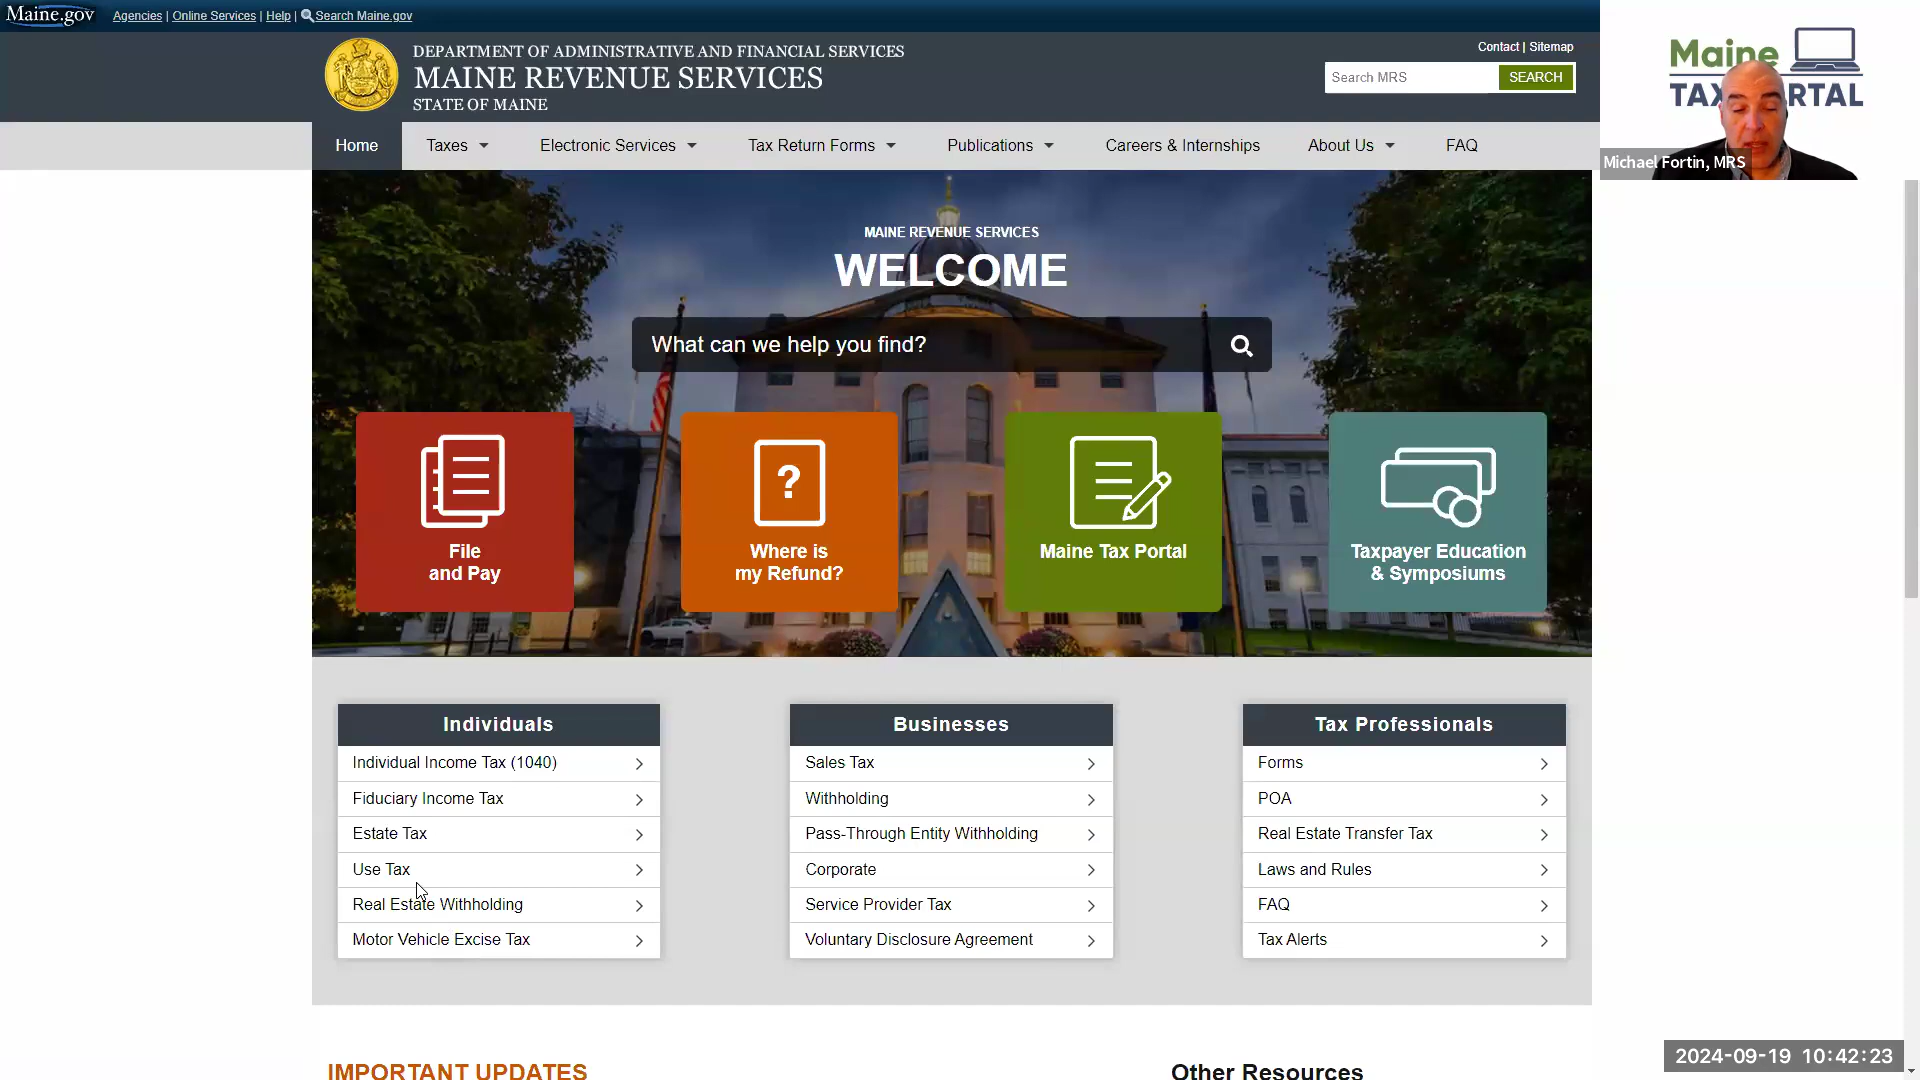 Maine.gov
Agencies | Online Services | Help | Search Maine.gov
DEPARTMENT OF ADMINISTRATIVE AND FINANCIAL SERVICES
MAINE REVENUE SERVICES
STATE OF MAINE
Contact | Sitemap
Search MRS SEARCH
Maine
Michael Fortin, MRS
Home Taxes Electronic Services Tax Return Forms Publications Careers & Internships About Us FAQ
MAINE REVENUE SERVICES
WELCOME
What can we help you find?
File
and Pay
Where is
my Refund?
Maine Tax Portal
Taxpayer Education
& Symposiums
Individuals
Individual Income Tax (1040)
Fiduciary Income Tax
Estate Tax
Use Tax
Real Estate Withholding
Motor Vehicle Excise Tax
Businesses
Sales Tax
Withholding
Pass-Through Entity Withholding
Corporate
Service Provider Tax
Voluntary Disclosure Agreement
Tax Professionals
Forms
POA
Real Estate Transfer Tax
Laws and Rules
FAQ
Tax Alerts
IMPORTANT UPDATES
Other Resources
2024-09-19 10:42:23